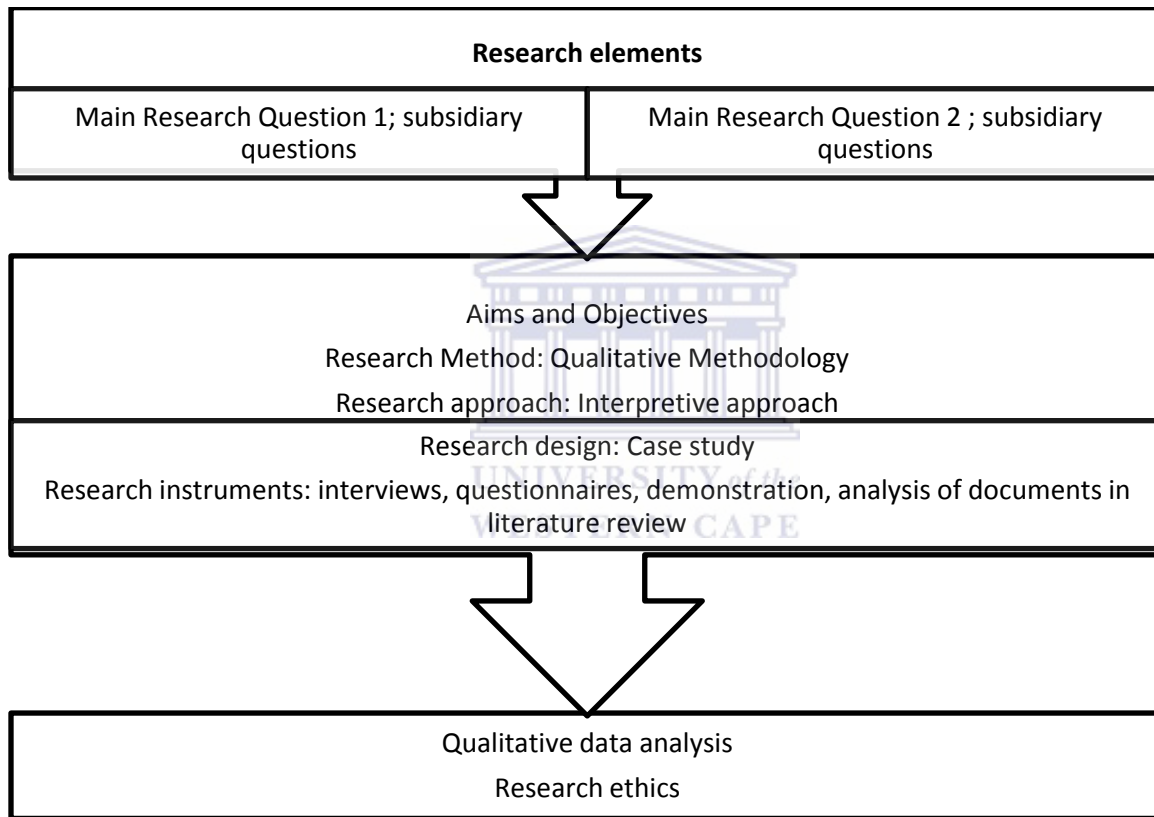 Research elements
Main Research Question 1; subsidiary
questions
Main Research Question 2 ; subsidiary
questions
Aims and Objectives
Research Method: Qualitative Methodology
Research approach: Interpretive approach
Research design: Case study
Research instruments: interviews, questionnaires, demonstration, analysis of documents in
literature review
UNIVERSITY of the
WESTERN CAPE
Qualitative data analysis
Research ethics